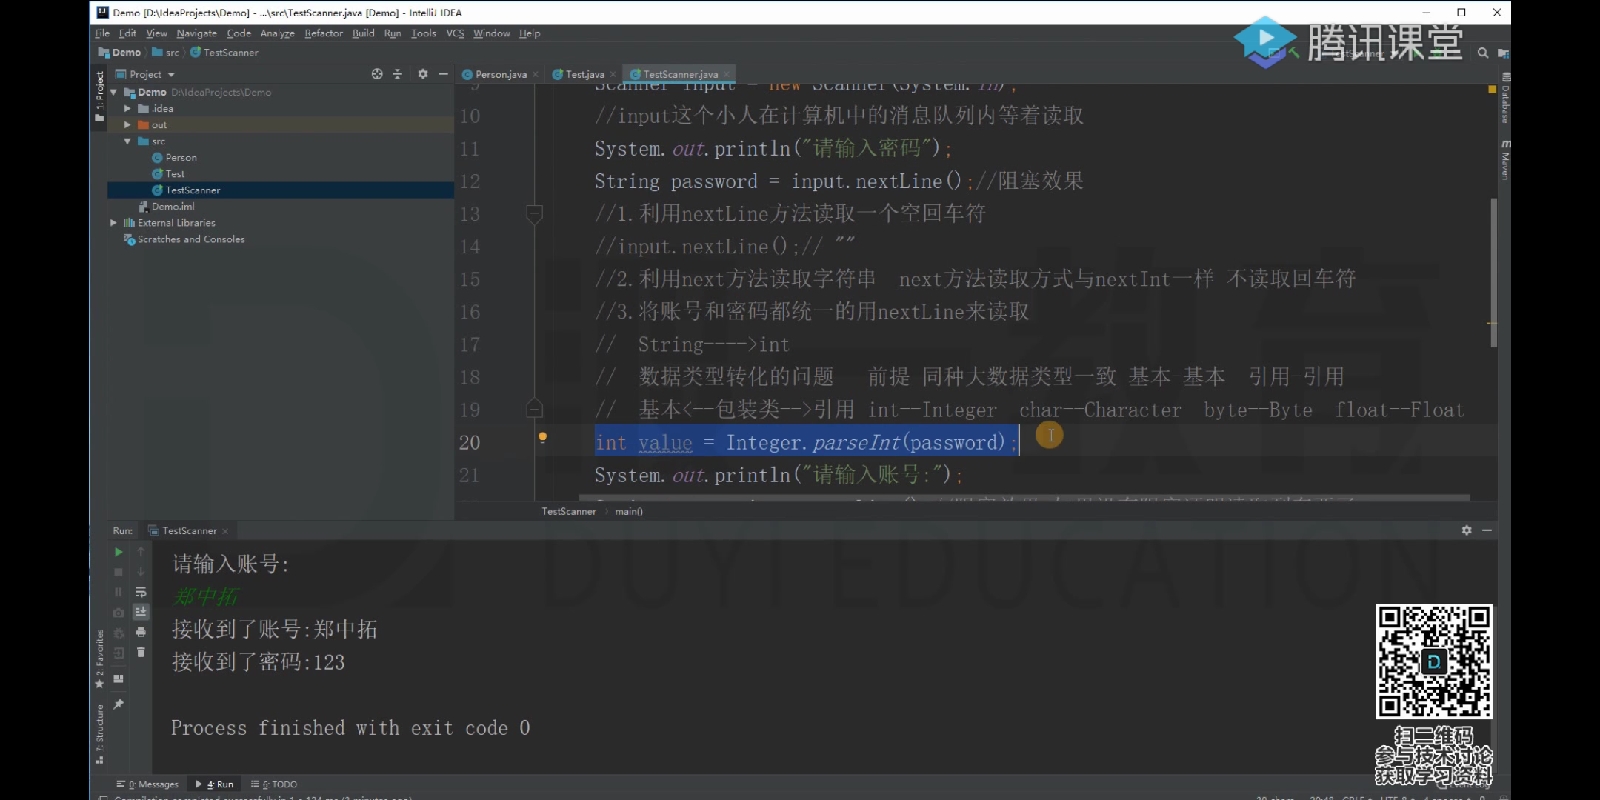 Demo [D:\IdeaProjects\Demo] - ...\src\TestScanner.java [Demo] - IntelliJ IDEA
File Edit View Navigate Code Analyze Refactor Build Run Tools VCS Window Help
腾讯课堂
Demo src TestScanner
Project
Person.java Test.java TestScanner.java
1: Project
Demo D:\IdeaProjects\Demo
.idea
out
src
Person
Test
TestScanner
Demo.iml
External Libraries
Scratches and Consoles
9 Scanner input = new Scanner(System.in);
10 //input这个小人在计算机中的消息队列内等着读取
11 System.out.println("请输入密码");
12 String password = input.nextLine();//阻塞效果
13 //1.利用nextLine方法读取一个空回车符
14 //input.nextLine();// ""
15 //2.利用next方法读取字符串 next方法读取方式与nextInt一样 不读取回车符
16 //3.将账号和密码都统一的用nextLine来读取
17 // String---->int
18 // 数据类型转化的问题 前提 同种大数据类型一致 基本 基本 引用 引用
19 // 基本<--包装类-->引用 int--Integer char--Character byte--Byte float--Float
20 int value = Integer.parseInt(password);
21 System.out.println("请输入账号:");
Database
Maven
TestScanner main()
DUYI EDUCATION
Run: TestScanner
请输入账号:
郑中拓
接收到了账号:郑中拓
接收到了密码:123
Process finished with exit code 0
2: Favorites
7: Structure
扫二维码
参与技术讨论
获取学习资料
0: Messages 4: Run 6: TODO